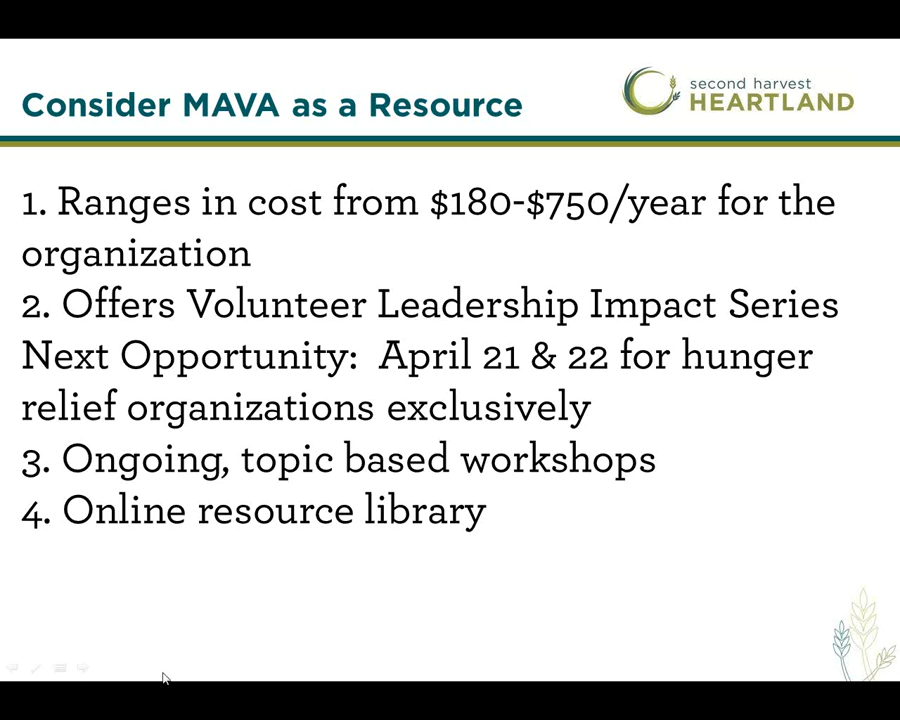 Consider MAVA as a Resource
second harvest
HEARTLAND
1. Ranges in cost from $180-$750/year for the
organization
2. Offers Volunteer Leadership Impact Series
Next Opportunity:  April 21 & 22 for hunger
relief organizations exclusively
3. Ongoing, topic based workshops
4. Online resource library